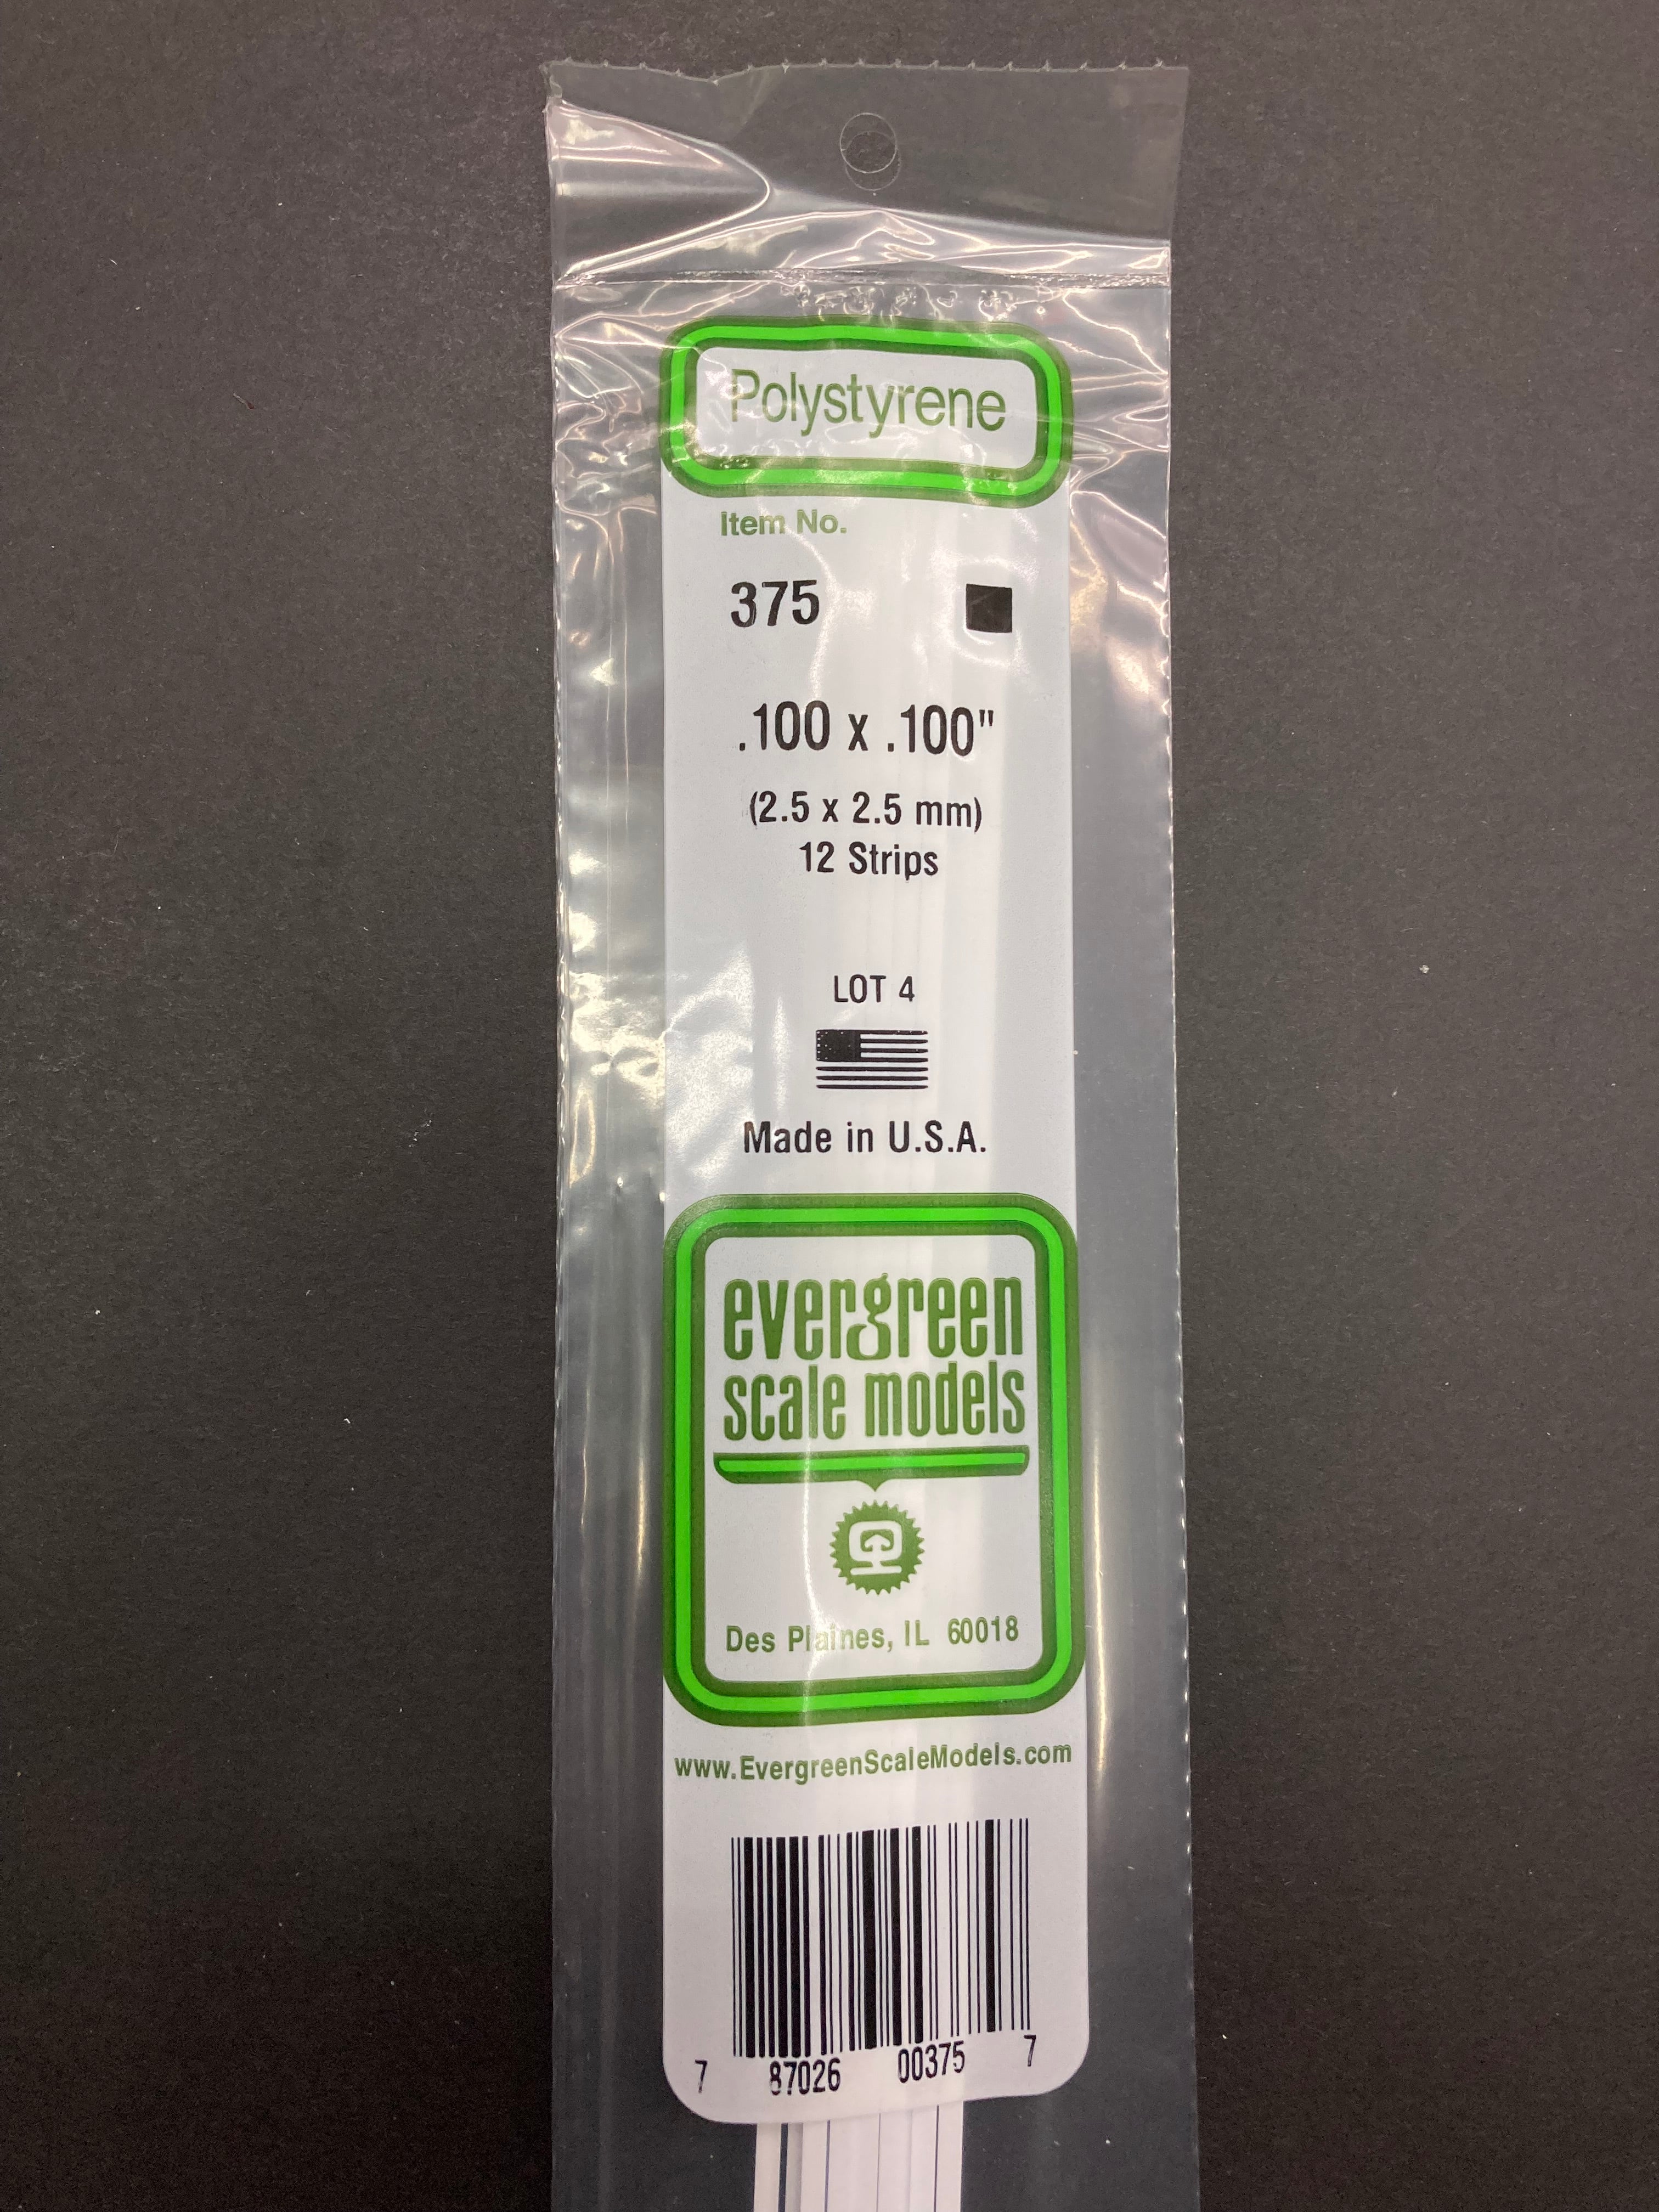 Polystyrene
Item No.
375
.100 x .100"
(2.5 x 2.5 mm)
12 Strips
LOT 4
Made in U.S.A.
evergreen
scale models
Des Plaines, IL 60018
www.EvergreenScaleModels.com
7 87026 00375 7